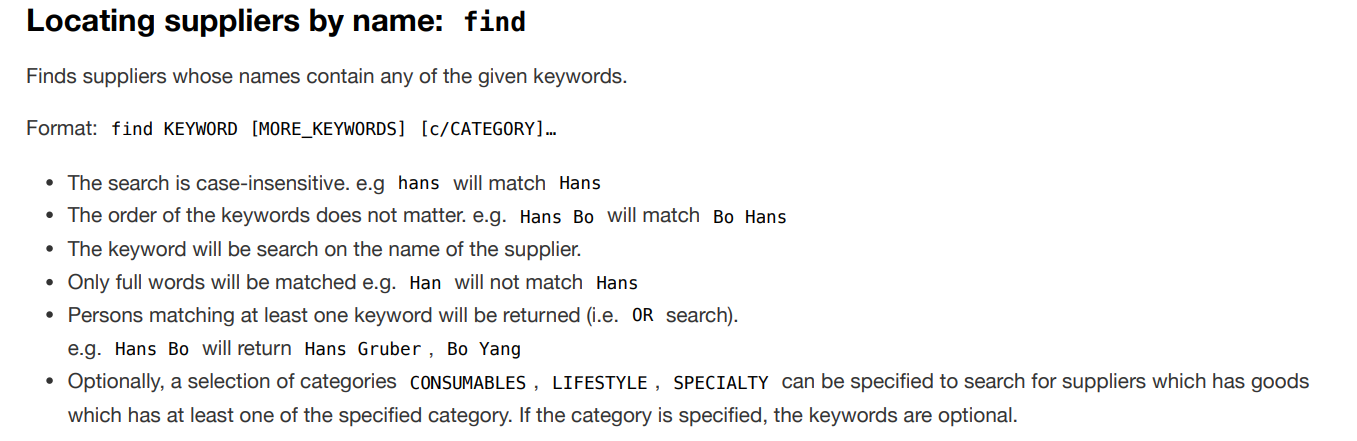 Locating suppliers by name: find
Finds suppliers whose names contain any of the given keywords.
Format: find KEYWORD [MORE_KEYWORDS] [c/CATEGORY]…
• The search is case-insensitive. e.g hans will match Hans
• The order of the keywords does not matter. e.g. Hans Bo will match Bo Hans
• The keyword will be search on the name of the supplier.
• Only full words will be matched e.g. Han will not match Hans
• Persons matching at least one keyword will be returned (i.e. OR search).
e.g. Hans Bo will return Hans Gruber , Bo Yang
• Optionally, a selection of categories CONSUMABLES , LIFESTYLE , SPECIALTY can be specified to search for suppliers which has goods
which has at least one of the specified category. If the category is specified, the keywords are optional.